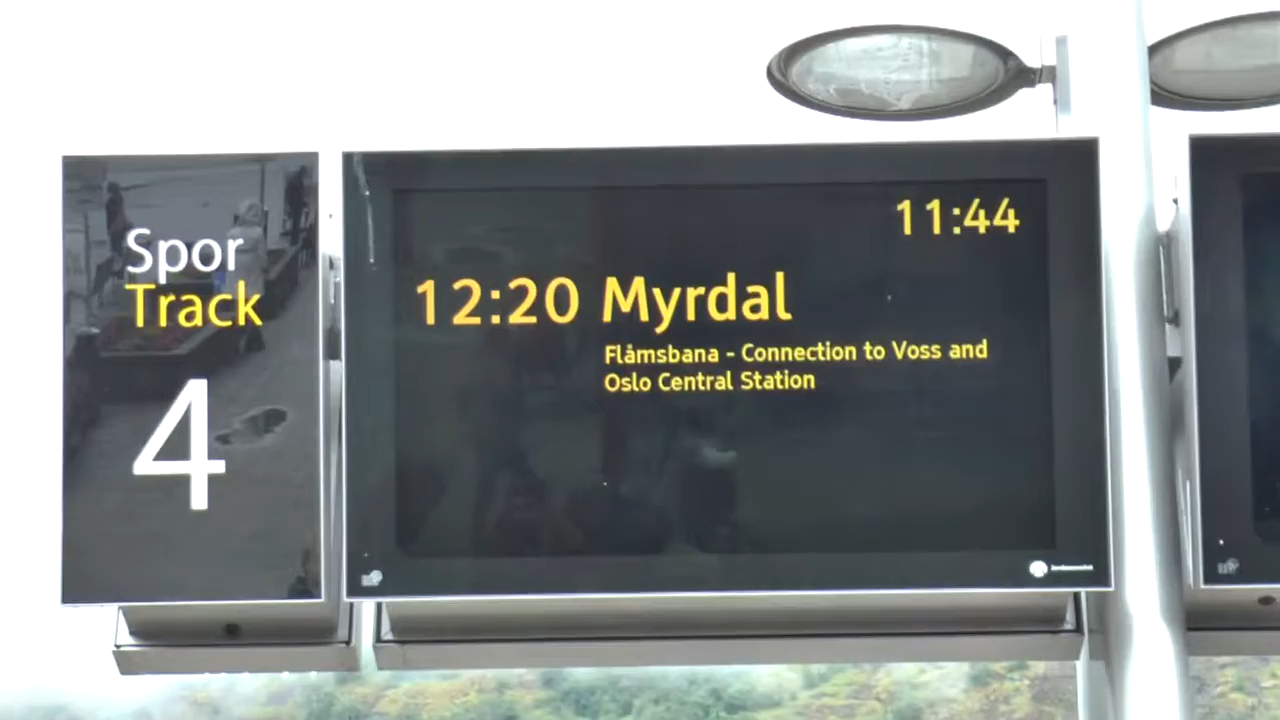 Spor
Track
4
11:44
12:20 Myrdal
Flåmsbana - Connection to Voss and
Oslo Central Station